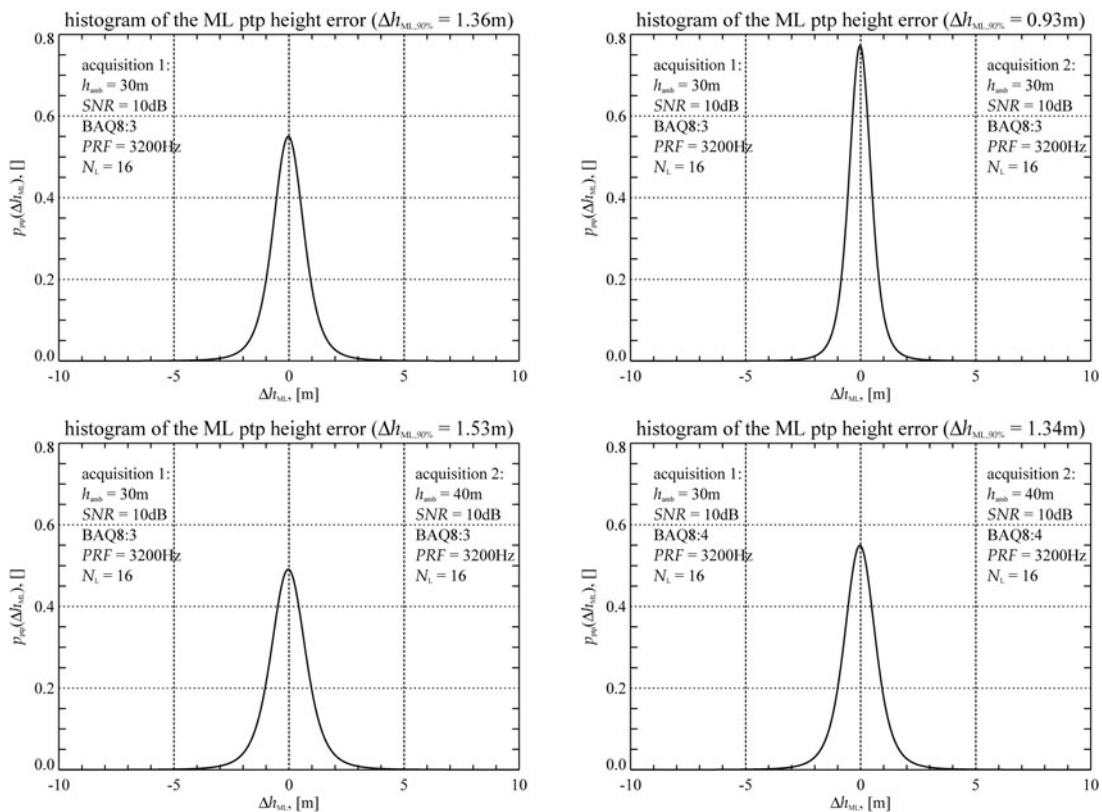 histogram of the ML ptp height error (Δh_ML,90% = 1.36m)
0.8
0.6
0.4
0.2
0.0
p_ptp(Δh_ML), []
acquisition 1:
h_amb = 30m
SNR = 10dB
BAQ8:3
PRF = 3200Hz
N_L = 16
-10 -5 0 5 10
Δh_ML, [m]
histogram of the ML ptp height error (Δh_ML,90% = 0.93m)
0.8
0.6
0.4
0.2
0.0
p_ptp(Δh_ML), []
acquisition 1:
h_amb = 30m
SNR = 10dB
BAQ8:3
PRF = 3200Hz
N_L = 16
acquisition 2:
h_amb = 30m
SNR = 10dB
BAQ8:3
PRF = 3200Hz
N_L = 16
-10 -5 0 5 10
Δh_ML, [m]
histogram of the ML ptp height error (Δh_ML,90% = 1.53m)
0.8
0.6
0.4
0.2
0.0
p_ptp(Δh_ML), []
acquisition 1:
h_amb = 30m
SNR = 10dB
BAQ8:3
PRF = 3200Hz
N_L = 16
acquisition 2:
h_amb = 40m
SNR = 10dB
BAQ8:3
PRF = 3200Hz
N_L = 16
-10 -5 0 5 10
Δh_ML, [m]
histogram of the ML ptp height error (Δh_ML,90% = 1.34m)
0.8
0.6
0.4
0.2
0.0
p_ptp(Δh_ML), []
acquisition 1:
h_amb = 30m
SNR = 10dB
BAQ8:4
PRF = 3200Hz
N_L = 16
acquisition 2:
h_amb = 40m
SNR = 10dB
BAQ8:4
PRF = 3200Hz
N_L = 16
-10 -5 0 5 10
Δh_ML, [m]